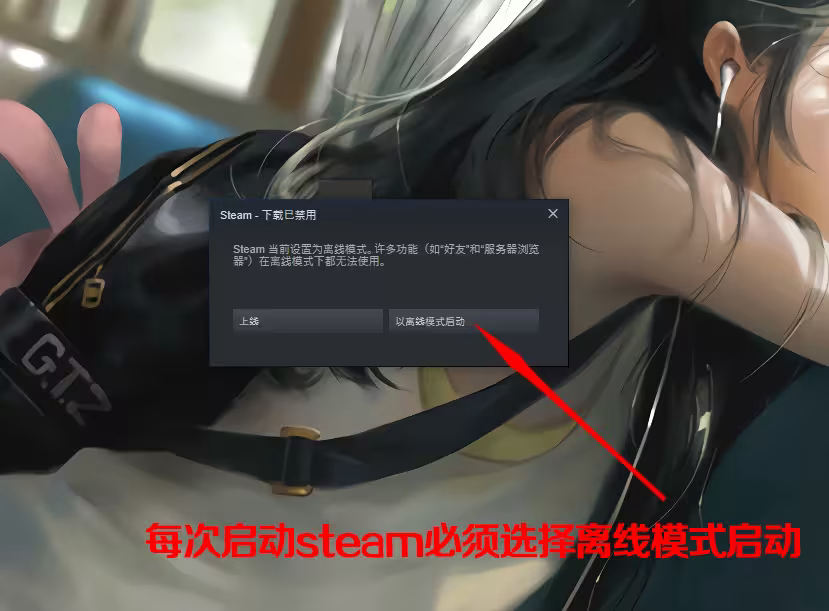 Steam - 下载已禁用
Steam 当前设置为离线模式。许多功能（如“好友”和“服务器浏览
器”）在离线模式下都无法使用。
上线
以离线模式启动
G.T.Z
每次启动steam必须选择离线模式启动